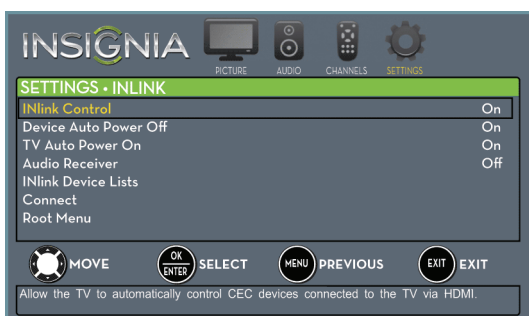 INSIGNIA
PICTURE AUDIO CHANNELS SETTINGS
SETTINGS • INLINK
INlink Control On
Device Auto Power Off On
TV Auto Power On On
Audio Receiver Off
INlink Device Lists
Connect
Root Menu
MOVE OK ENTER SELECT MENU PREVIOUS EXIT EXIT
Allow the TV to automatically control CEC devices connected to the TV via HDMI.